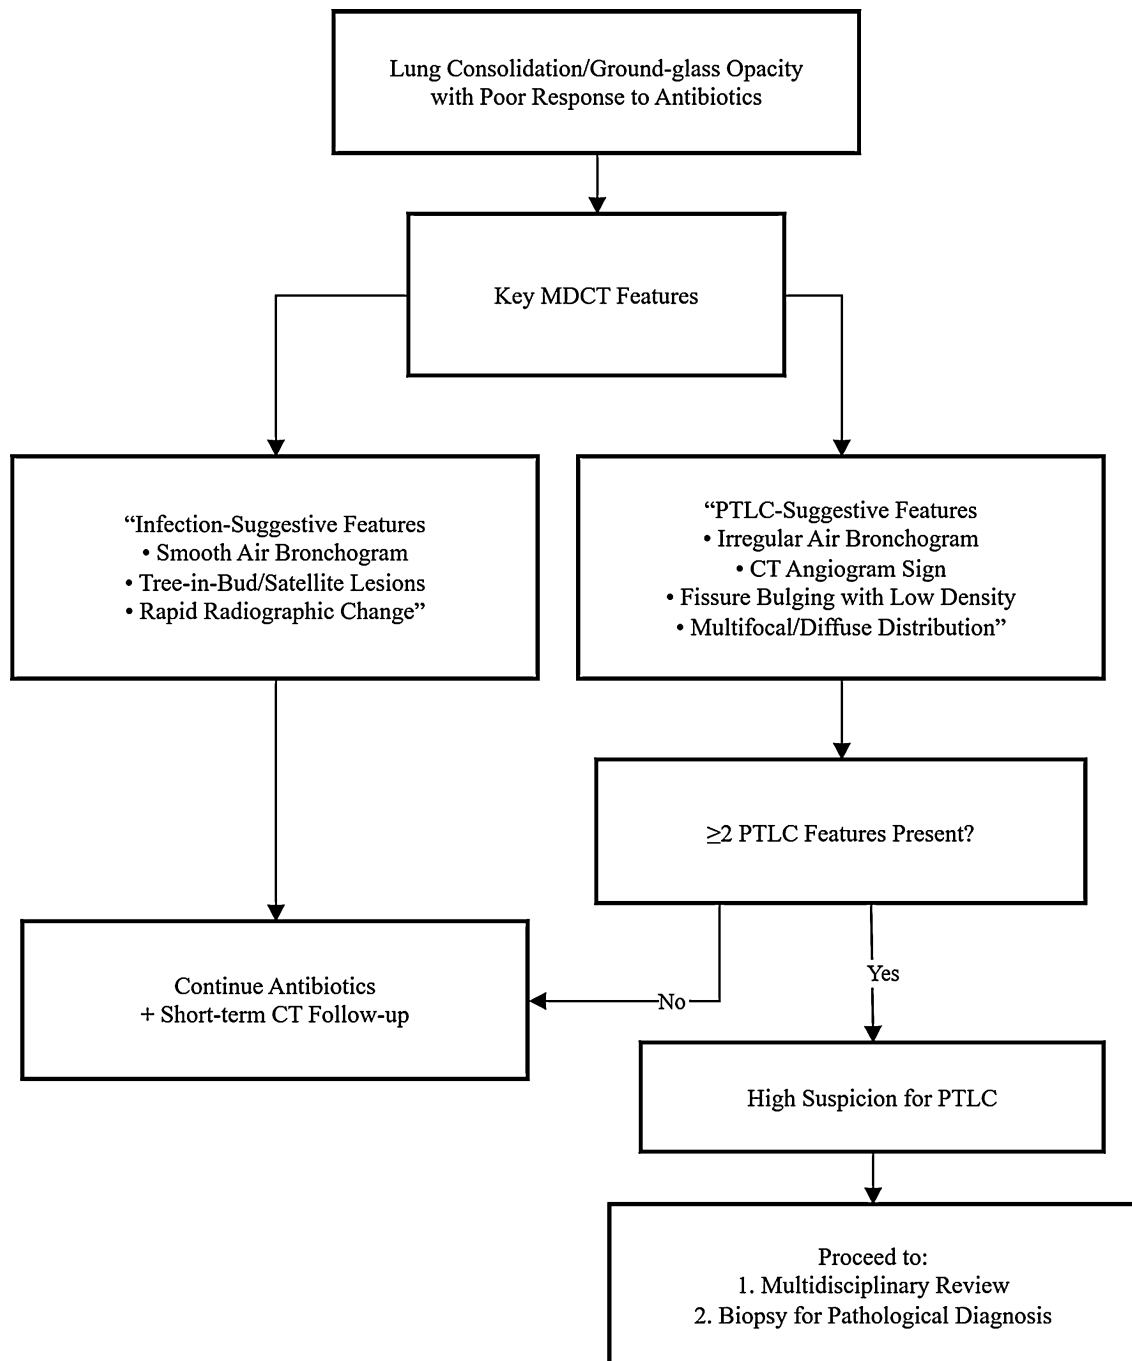 Lung Consolidation/Ground-glass Opacity
with Poor Response to Antibiotics
Key MDCT Features
“Infection-Suggestive Features
• Smooth Air Bronchogram
• Tree-in-Bud/Satellite Lesions
• Rapid Radiographic Change”
“PTLC-Suggestive Features
• Irregular Air Bronchogram
• CT Angiogram Sign
• Fissure Bulging with Low Density
• Multifocal/Diffuse Distribution”
≥2 PTLC Features Present?
Continue Antibiotics
+ Short-term CT Follow-up
No
Yes
High Suspicion for PTLC
Proceed to:
1. Multidisciplinary Review
2. Biopsy for Pathological Diagnosis